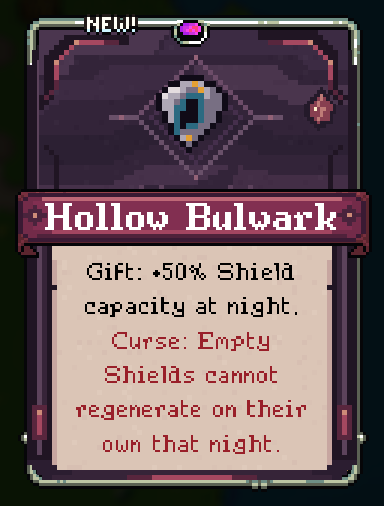 NEW!
Hollow Bulwark
Gift: +50% Shield
capacity at night.
Curse: Empty
Shields cannot
regenerate on their
own that night.